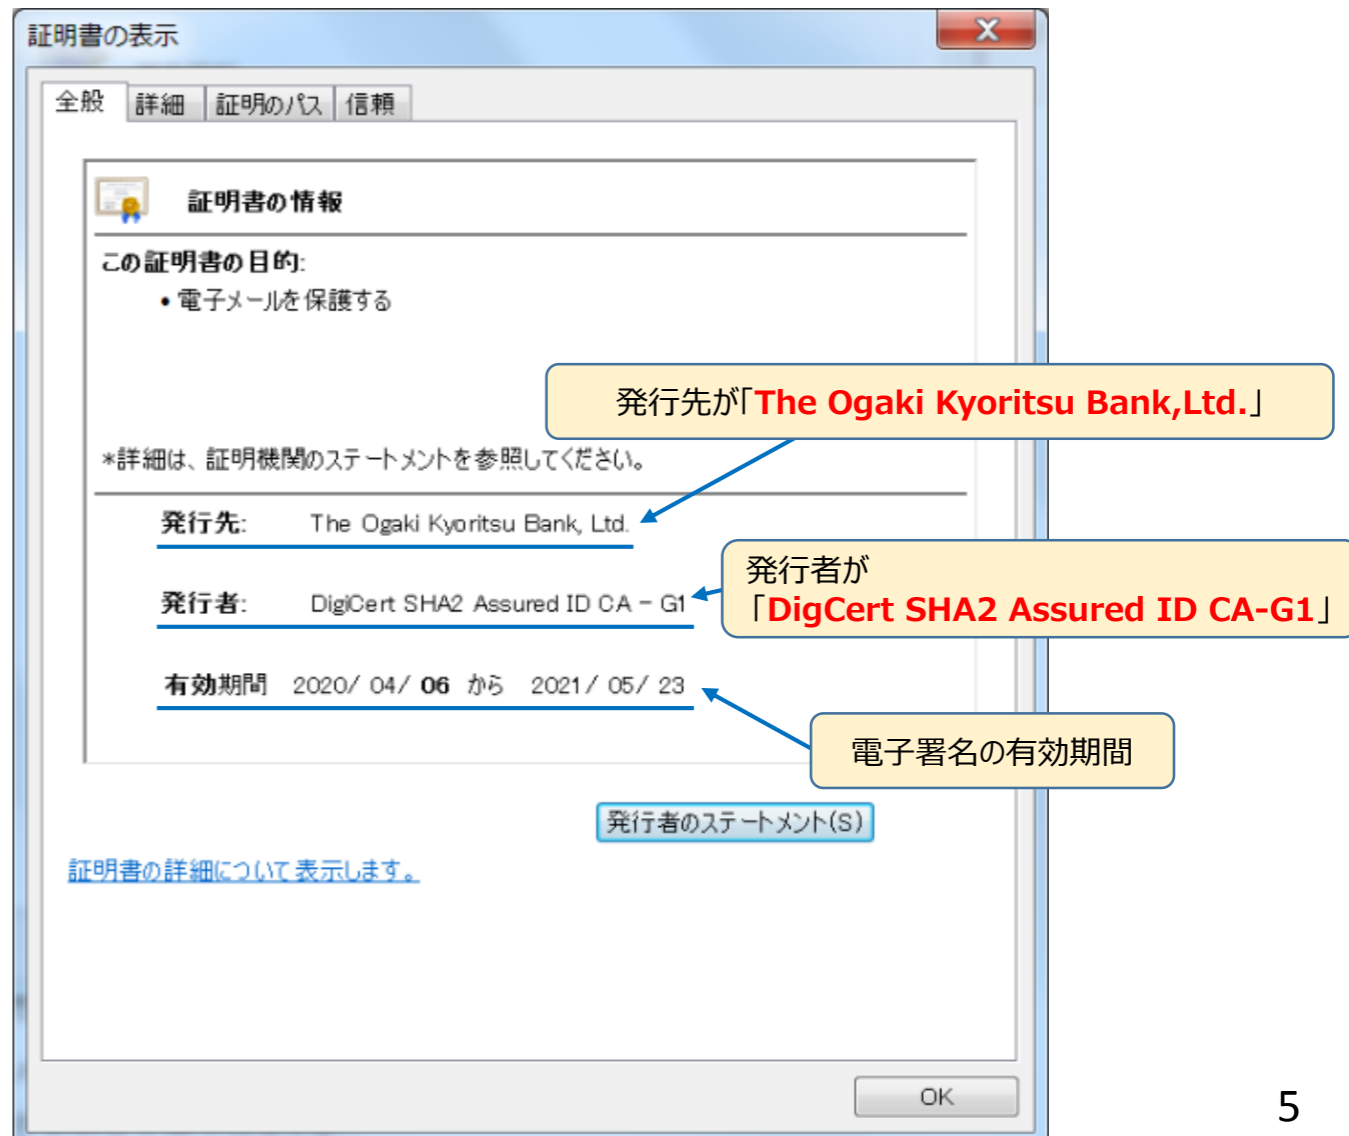 証明書の表示
全般 詳細 証明のパス 信頼
証明書の情報
この証明書の目的:
• 電子メールを保護する
発行先が「The Ogaki Kyoritsu Bank,Ltd.」
*詳細は、証明機関のステートメントを参照してください。
発行先: The Ogaki Kyoritsu Bank, Ltd.
発行者が
「DigCert SHA2 Assured ID CA-G1」
発行者: DigiCert SHA2 Assured ID CA - G1
有効期間 2020/ 04/ 06 から 2021/ 05/ 23
電子署名の有効期間
発行者のステートメント(S)
証明書の詳細について表示します。
OK
5